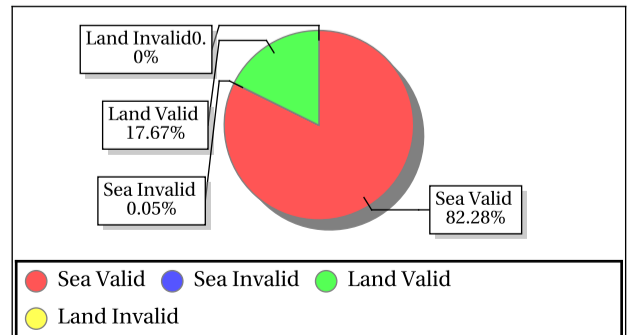 Land Invalid0.
0%
Land Valid
17.67%
Sea Invalid
0.05%
Sea Valid
82.28%
Sea Valid Sea Invalid Land Valid
Land Invalid